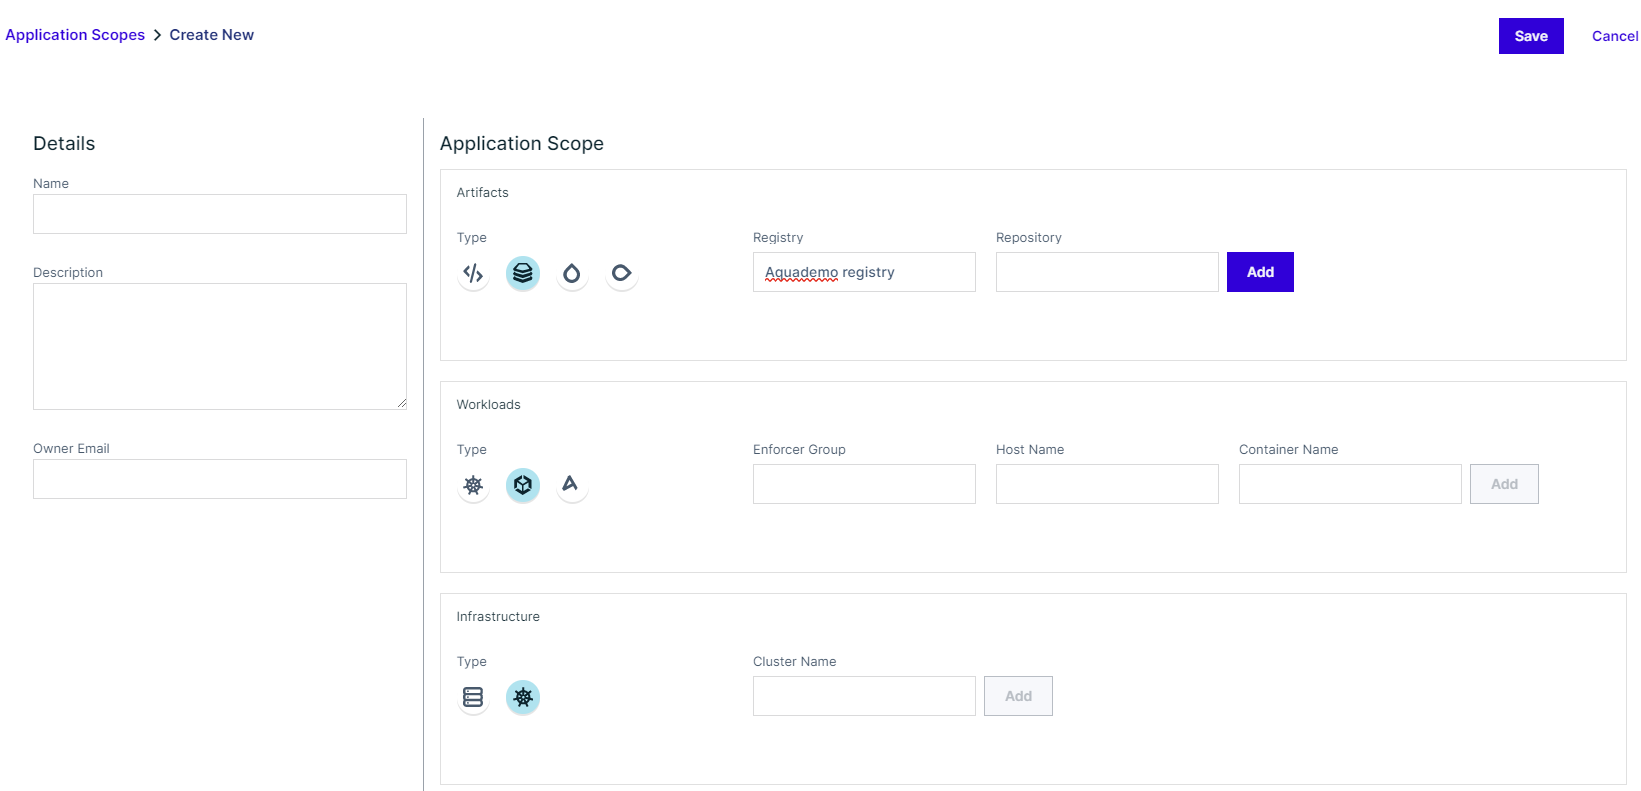 Application Scopes > Create New
Save
Cancel
Details
Name
Description
Owner Email
Application Scope
Artifacts
Type
Registry
Repository
Aquademo registry
Add
Workloads
Type
Enforcer Group
Host Name
Container Name
Add
Infrastructure
Type
Cluster Name
Add